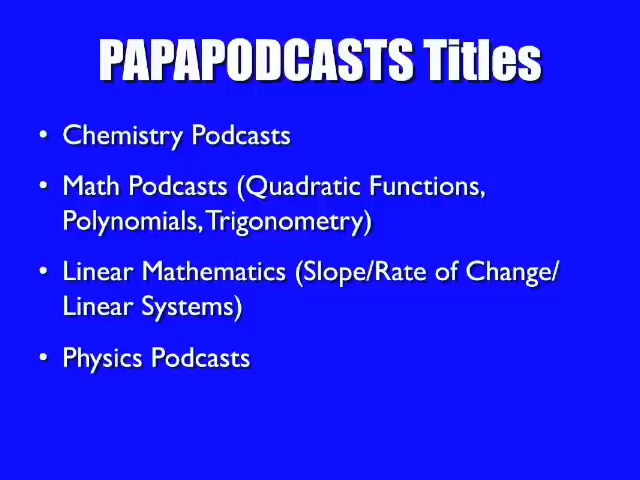 PAPAPODCASTS Titles
• Chemistry Podcasts
• Math Podcasts (Quadratic Functions,
Polynomials,Trigonometry)
• Linear Mathematics (Slope/Rate of Change/
Linear Systems)
• Physics Podcasts